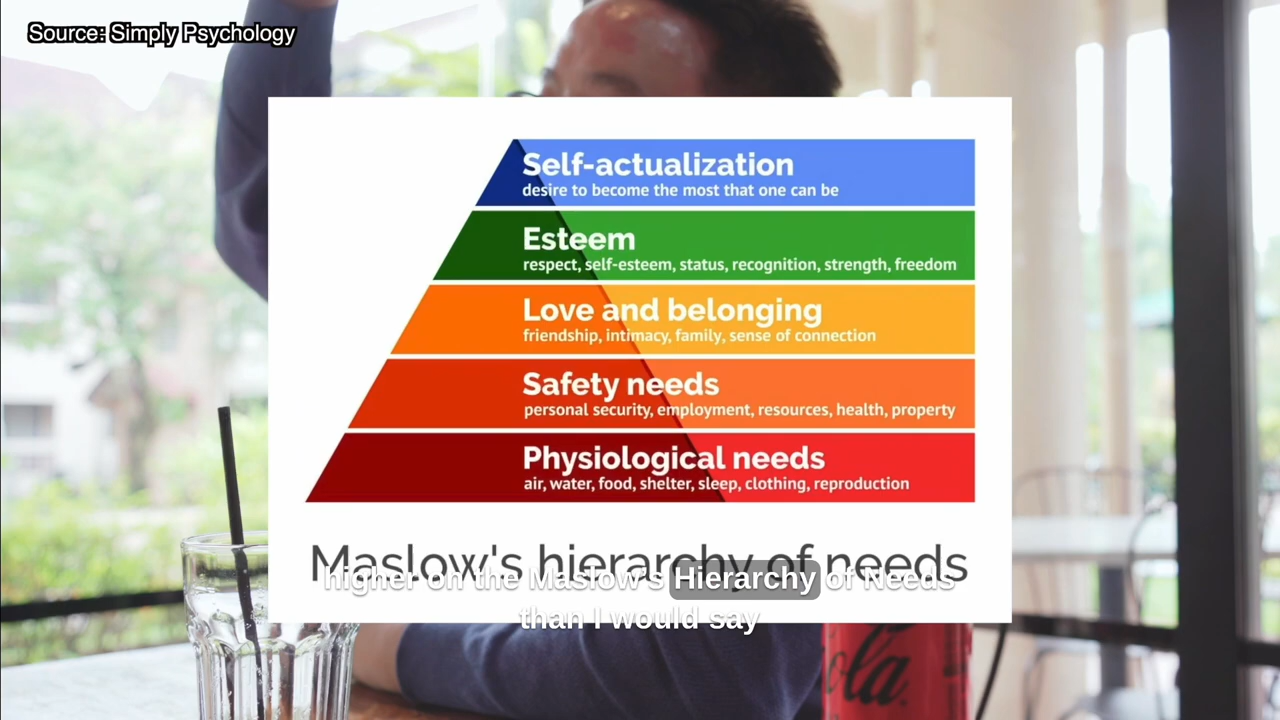 Source: Simply Psychology
Self-actualization
desire to become the most that one can be
Esteem
respect, self-esteem, status, recognition, strength, freedom
Love and belonging
friendship, intimacy, family, sense of connection
Safety needs
personal security, employment, resources, health, property
Physiological needs
air, water, food, shelter, sleep, clothing, reproduction
Maslow's hierarchy of needs
higher on the Maslow's Hierarchy of Needs
than I would say
ola